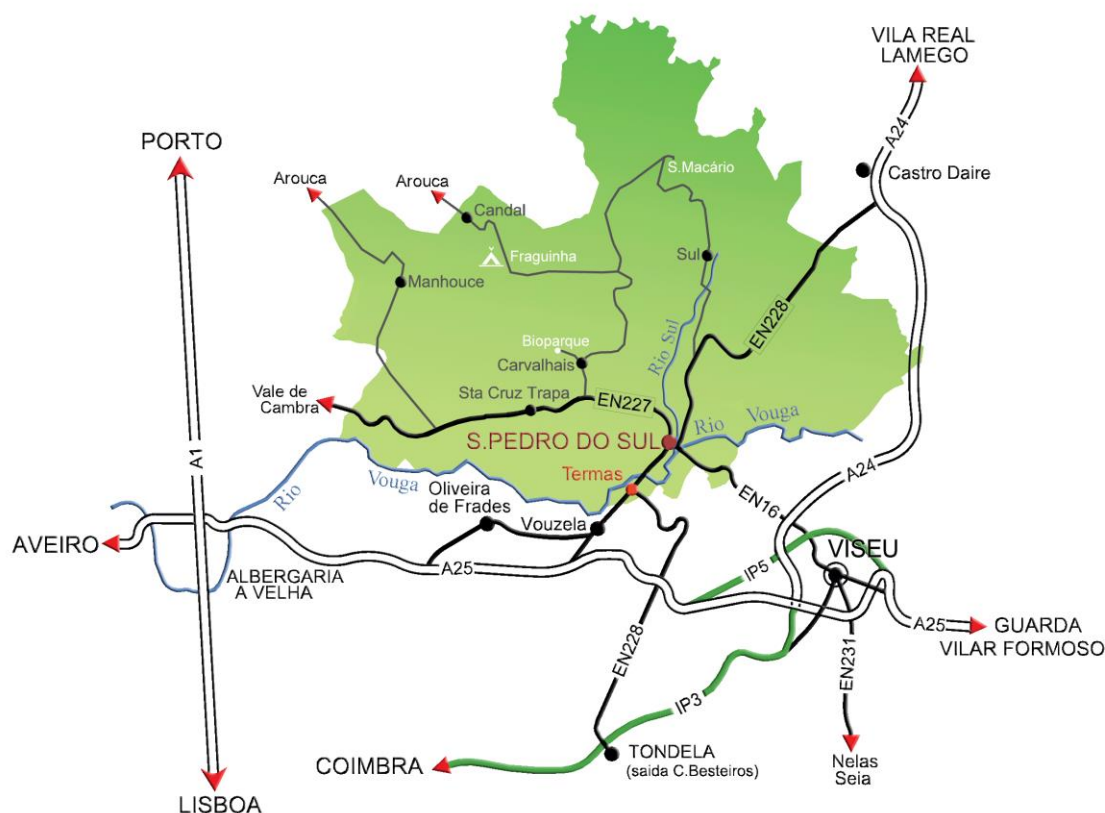 VILA REAL
LAMEGO
PORTO
A24
S.Macário
Arouca
Arouca
Castro Daire
Candal
Fraguinha
Sul
Manhouce
EN228
Rio Sul
Bioparque
Carvalhais
Vale de
Cambra
Sta Cruz Trapa
EN227
A1
S.PEDRO DO SUL
Rio
Vouga
A24
Termas
Rio
Vouga
Oliveira
de Frades
EN16
Vouzela
AVEIRO
VISEU
A25
IP5
ALBERGARIA
A VELHA
A25
GUARDA
VILAR FORMOSO
EN228
EN231
IP3
COIMBRA
TONDELA
(saida C.Besteiros)
Nelas
Seia
LISBOA